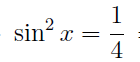 sin² x = 1/4 =